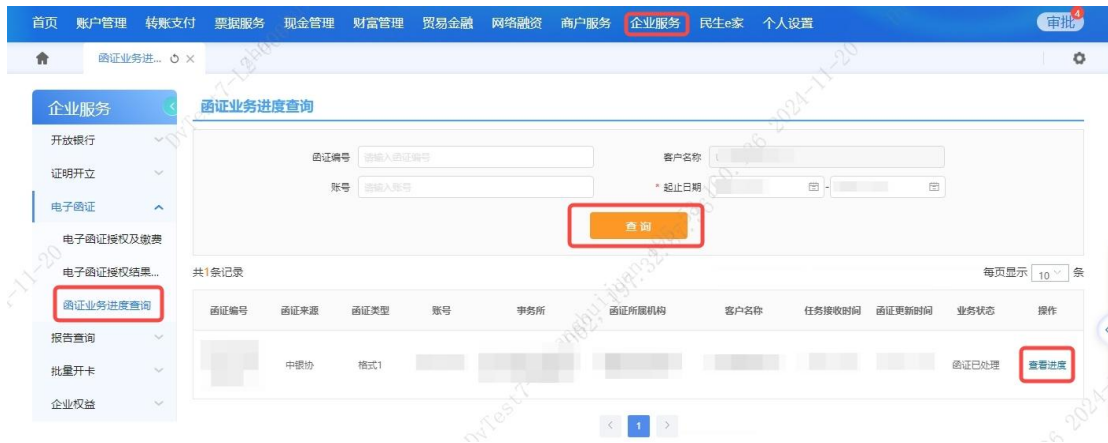 首页 账户管理 转账支付 票据服务 现金管理 财富管理 贸易金融 网络融资 商户服务 企业服务 民生e家 个人设置 审批 4
函证业务进...
企业服务
开放银行
证明开立
电子函证
电子函证授权及缴费
电子函证授权结果...
函证业务进度查询
报告查询
批量开卡
企业权益
函证业务进度查询
函证编号 请输入函证编号 客户名称
账号 请输入账号 * 起止日期 -
查询
共1条记录 每页显示 10 条
函证编号 函证来源 函证类型 账号 事务所 函证所属机构 客户名称 任务接收时间 函证更新时间 业务状态 操作
中银协 格式1 函证已处理 查看进度
< 1 >